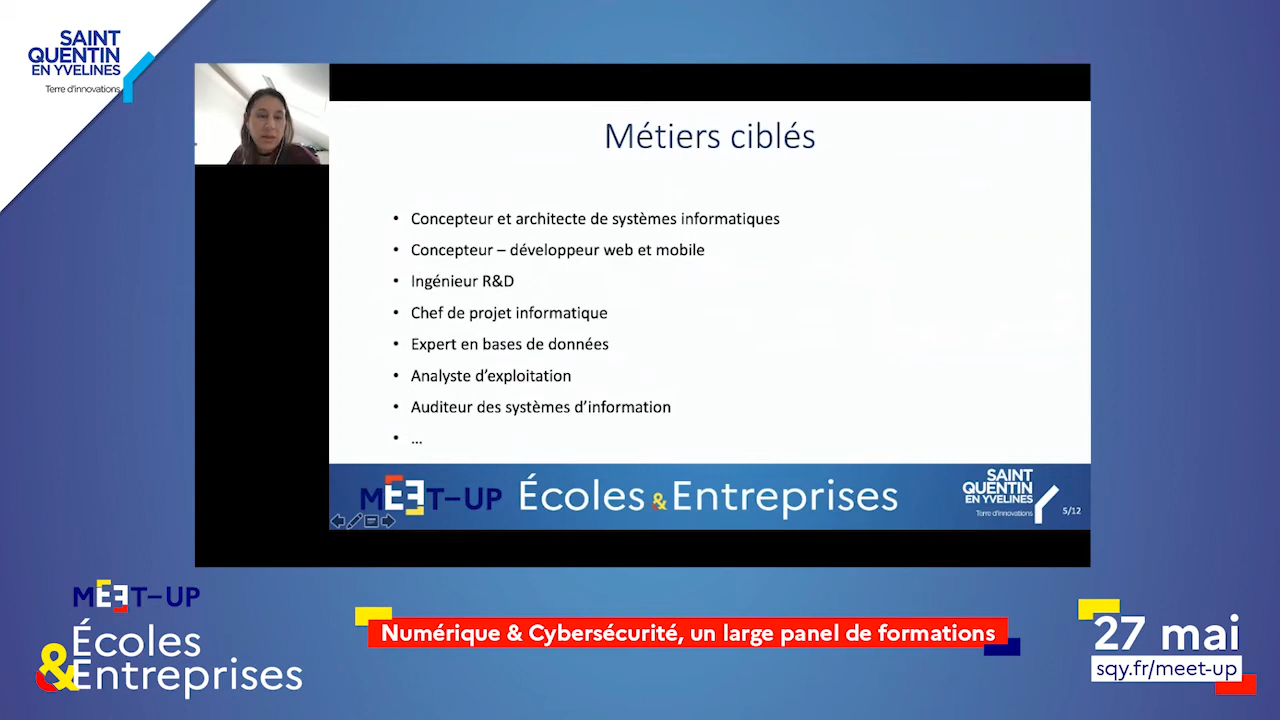 SAINT
QUENTIN
EN YVELINES
Terre d'innovations
Métiers ciblés
• Concepteur et architecte de systèmes informatiques
• Concepteur – développeur web et mobile
• Ingénieur R&D
• Chef de projet informatique
• Expert en bases de données
• Analyste d'exploitation
• Auditeur des systèmes d'information
• ...
MEET-UP Écoles & Entreprises
SAINT
QUENTIN
EN YVELINES
Terre d'innovations
5/12
MEET-UP
Écoles
&Entreprises
Numérique & Cybersécurité, un large panel de formations
27 mai
sqy.fr/meet-up